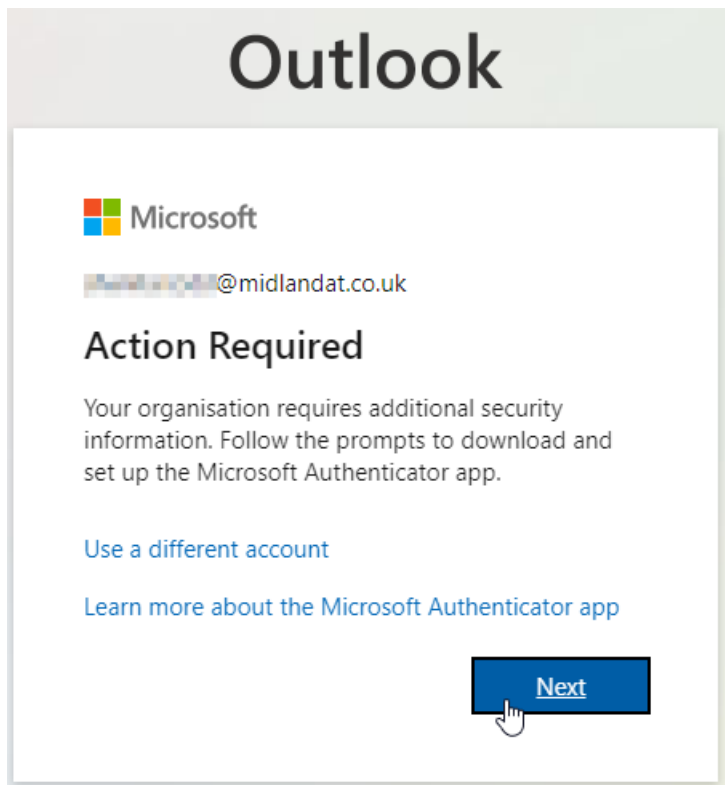 Outlook
Microsoft
@midlandat.co.uk
Action Required
Your organisation requires additional security
information. Follow the prompts to download and
set up the Microsoft Authenticator app.
Use a different account
Learn more about the Microsoft Authenticator app
Next